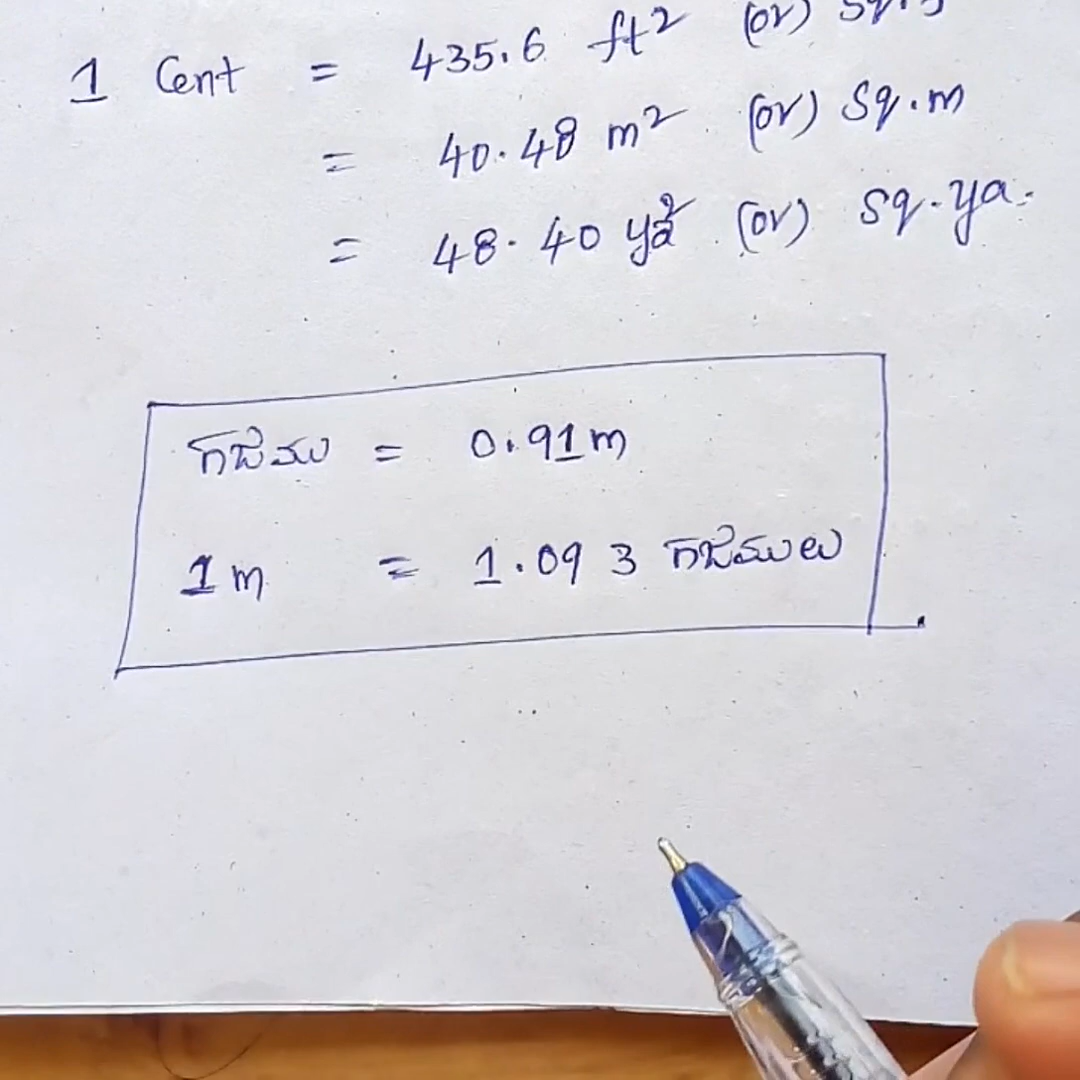 1 Cent = 435.6 ft² (or)
= 40.48 m² (or) Sq.m
= 48.40 ya² (or) Sq.ya.
గజము = 0.91m
1m = 1.093 గజములు